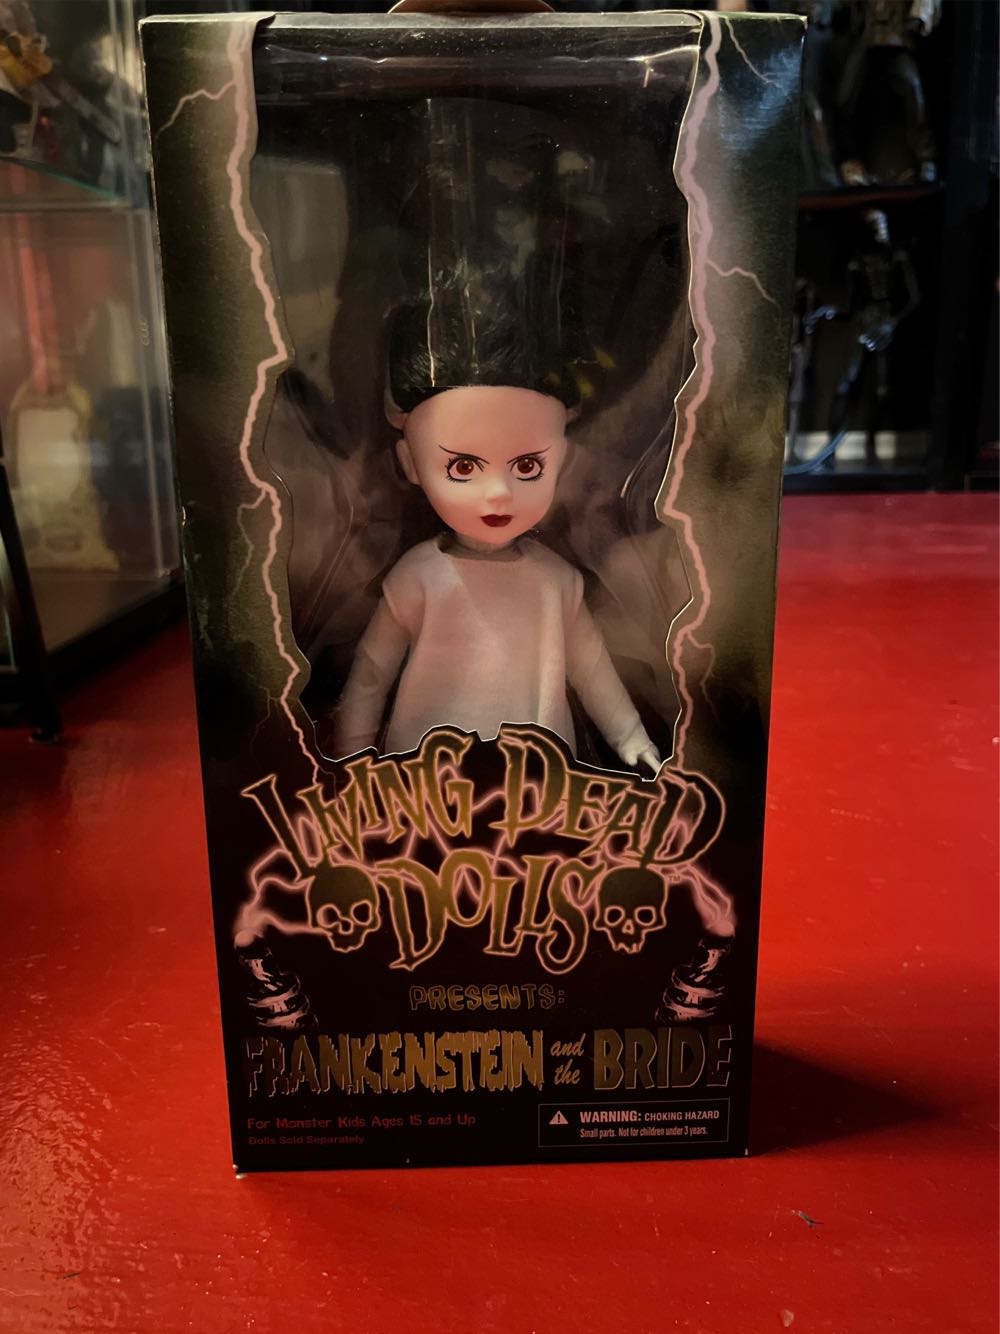 LIVING DEAD
DOLLS™
PRESENTS:
FRANKENSTEIN and the BRIDE
For Monster Kids Ages 15 and Up
Dolls Sold Separately
WARNING: CHOKING HAZARD
Small parts. Not for children under 3 years.